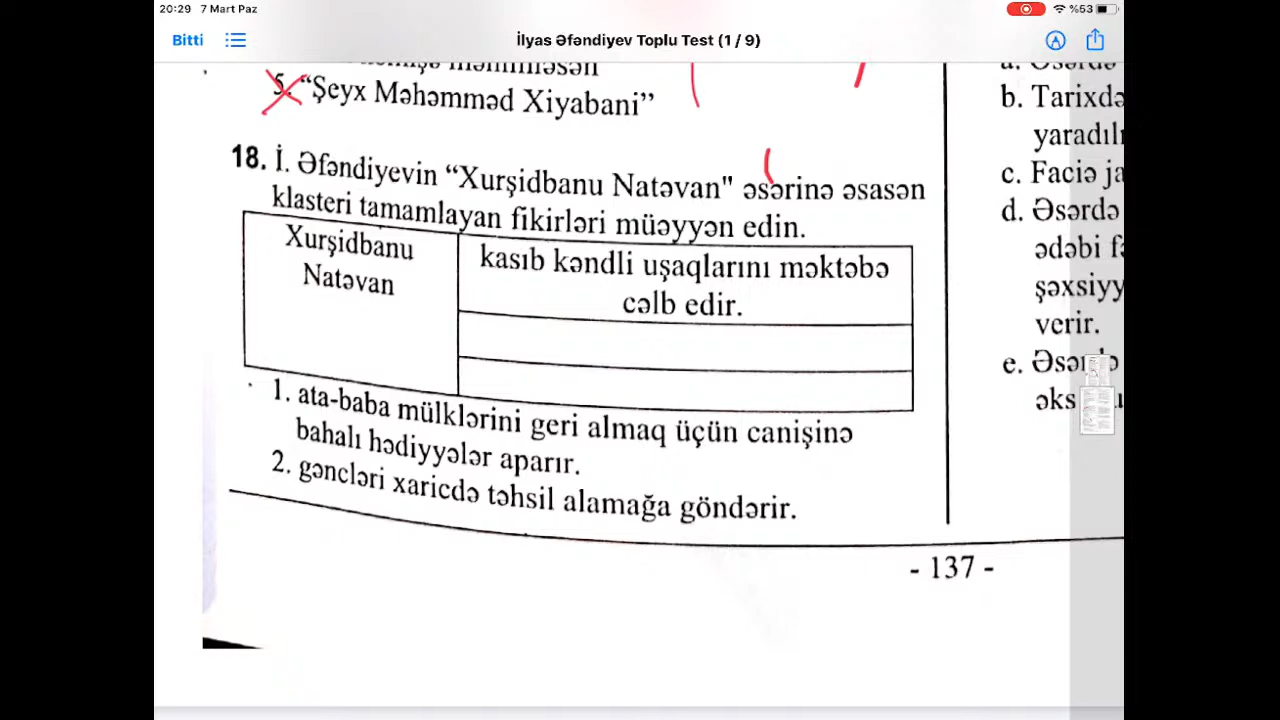 20:29 7 Mart Paz
%53
Bitti
İlyas Əfəndiyev Toplu Test (1 / 9)
5. “Şeyx Məhəmməd Xiyabani”
18. İ. Əfəndiyevin “Xurşidbanu Natəvan" əsərinə əsasən
klasteri tamamlayan fikirləri müəyyən edin.
Xurşidbanu
Natəvan
kasıb kəndli uşaqlarını məktəbə
cəlb edir.
1. ata-baba mülklərini geri almaq üçün canişinə
bahalı hədiyyələr aparır.
2. gəncləri xaricdə təhsil alamağa göndərir.
- 137 -
b. Tarixdə
c. Faciə ja
d. Əsərdə
ədəbi f
şəxsiyy
verir.
e.
əks